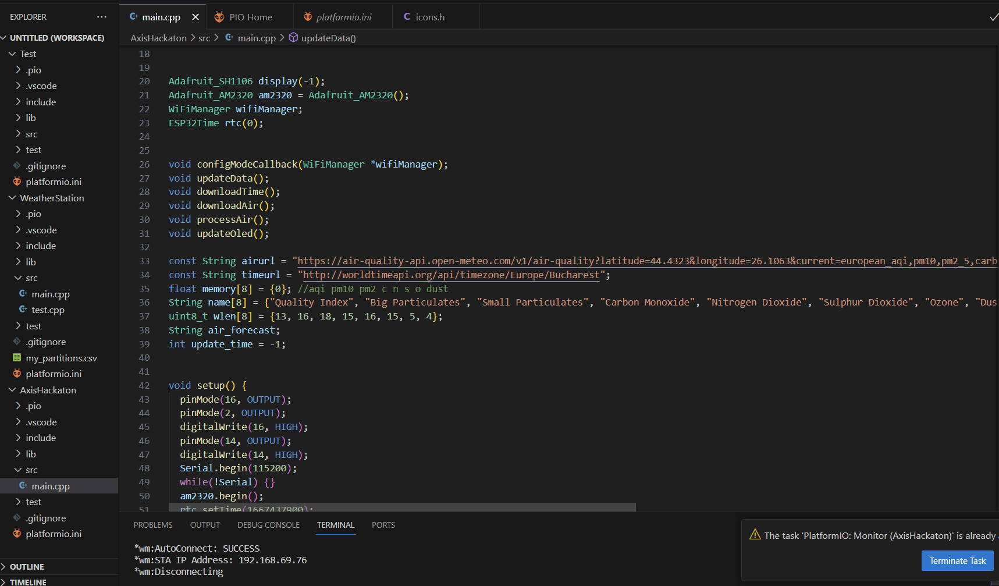 EXPLORER
UNTITLED (WORKSPACE)
Test
.pio
.vscode
include
lib
src
test
.gitignore
platformio.ini
WeatherStation
.pio
.vscode
include
lib
src
main.cpp
test.cpp
test
.gitignore
my_partitions.csv
platformio.ini
AxisHackaton
.pio
.vscode
include
lib
src
main.cpp
test
.gitignore
platformio.ini
OUTLINE
TIMELINE
main.cpp PIO Home platformio.ini icons.h
AxisHackaton > src > main.cpp > updateData()
18
19
20 Adafruit_SH1106 display(-1);
21 Adafruit_AM2320 am2320 = Adafruit_AM2320();
22 WiFiManager wifiManager;
23 ESP32Time rtc(0);
24
25
26 void configModeCallback(WiFiManager *wifiManager);
27 void updateData();
28 void downloadTime();
29 void downloadAir();
30 void processAir();
31 void updateOled();
32
33 const String airurl = "https://air-quality-api.open-meteo.com/v1/air-quality?latitude=44.4323&longitude=26.1063&current=european_aqi,pm10,pm2_5,carb
34 const String timeurl = "http://worldtimeapi.org/api/timezone/Europe/Bucharest";
35 float memory[8] = {0}; //aqi pm10 pm2 c n s o dust
36 String name[8] = {"Quality Index", "Big Particulates", "Small Particulates", "Carbon Monoxide", "Nitrogen Dioxide", "Sulphur Dioxide", "Ozone", "Dus
37 uint8_t wlen[8] = {13, 16, 18, 15, 16, 15, 5, 4};
38 String air_forecast;
39 int update_time = -1;
40
41
42 void setup() {
43 pinMode(16, OUTPUT);
44 pinMode(2, OUTPUT);
45 digitalWrite(16, HIGH);
46 pinMode(14, OUTPUT);
47 digitalWrite(14, HIGH);
48 Serial.begin(115200);
49 while(!Serial) {}
50 am2320.begin();
51 rtc.setTime(1667437900);
PROBLEMS OUTPUT DEBUG CONSOLE TERMINAL PORTS
*wm:AutoConnect: SUCCESS
*wm:STA IP Address: 192.168.69.76
*wm:Disconnecting
The task 'PlatformIO: Monitor (AxisHackaton)' is already
Terminate Task